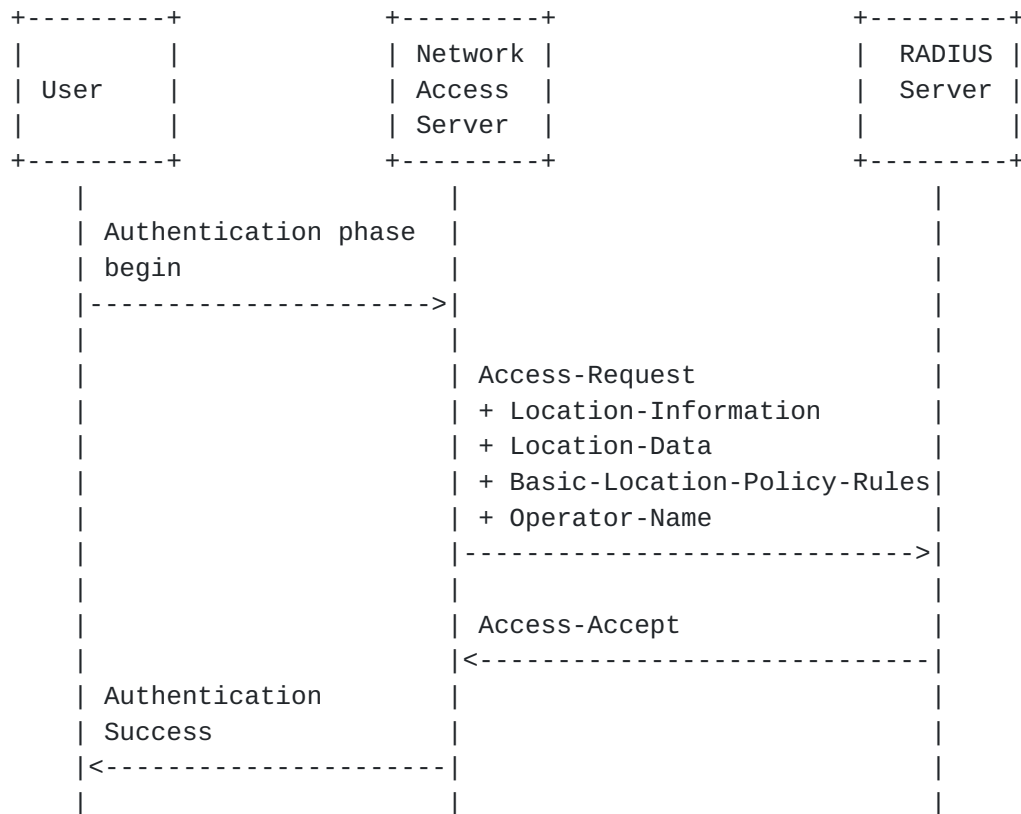 +---------+             +---------+                   +---------+
|         |             | Network |                   |  RADIUS |
| User    |             | Access  |                   |  Server |
|         |             | Server  |                   |         |
+---------+             +---------+                   +---------+
    |                       |                              |
    | Authentication phase  |                              |
    | begin                 |                              |
    |---------------------->|                              |
    |                       |                              |
    |                       | Access-Request               |
    |                       | + Location-Information       |
    |                       | + Location-Data              |
    |                       | + Basic-Location-Policy-Rules|
    |                       | + Operator-Name              |
    |                       |----------------------------->|
    |                       |                              |
    |                       | Access-Accept                |
    |                       |<-----------------------------|
    | Authentication        |                              |
    | Success               |                              |
    |<----------------------|                              |
    |                       |                              |